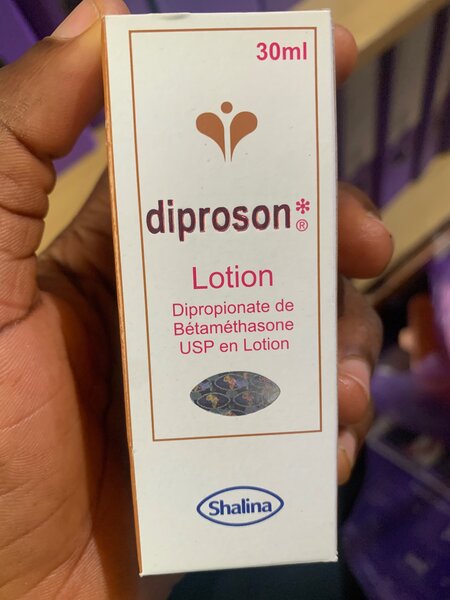 30ml
diproson*®
Lotion
Dipropionate de
Bétaméthasone
USP en Lotion
Shalina